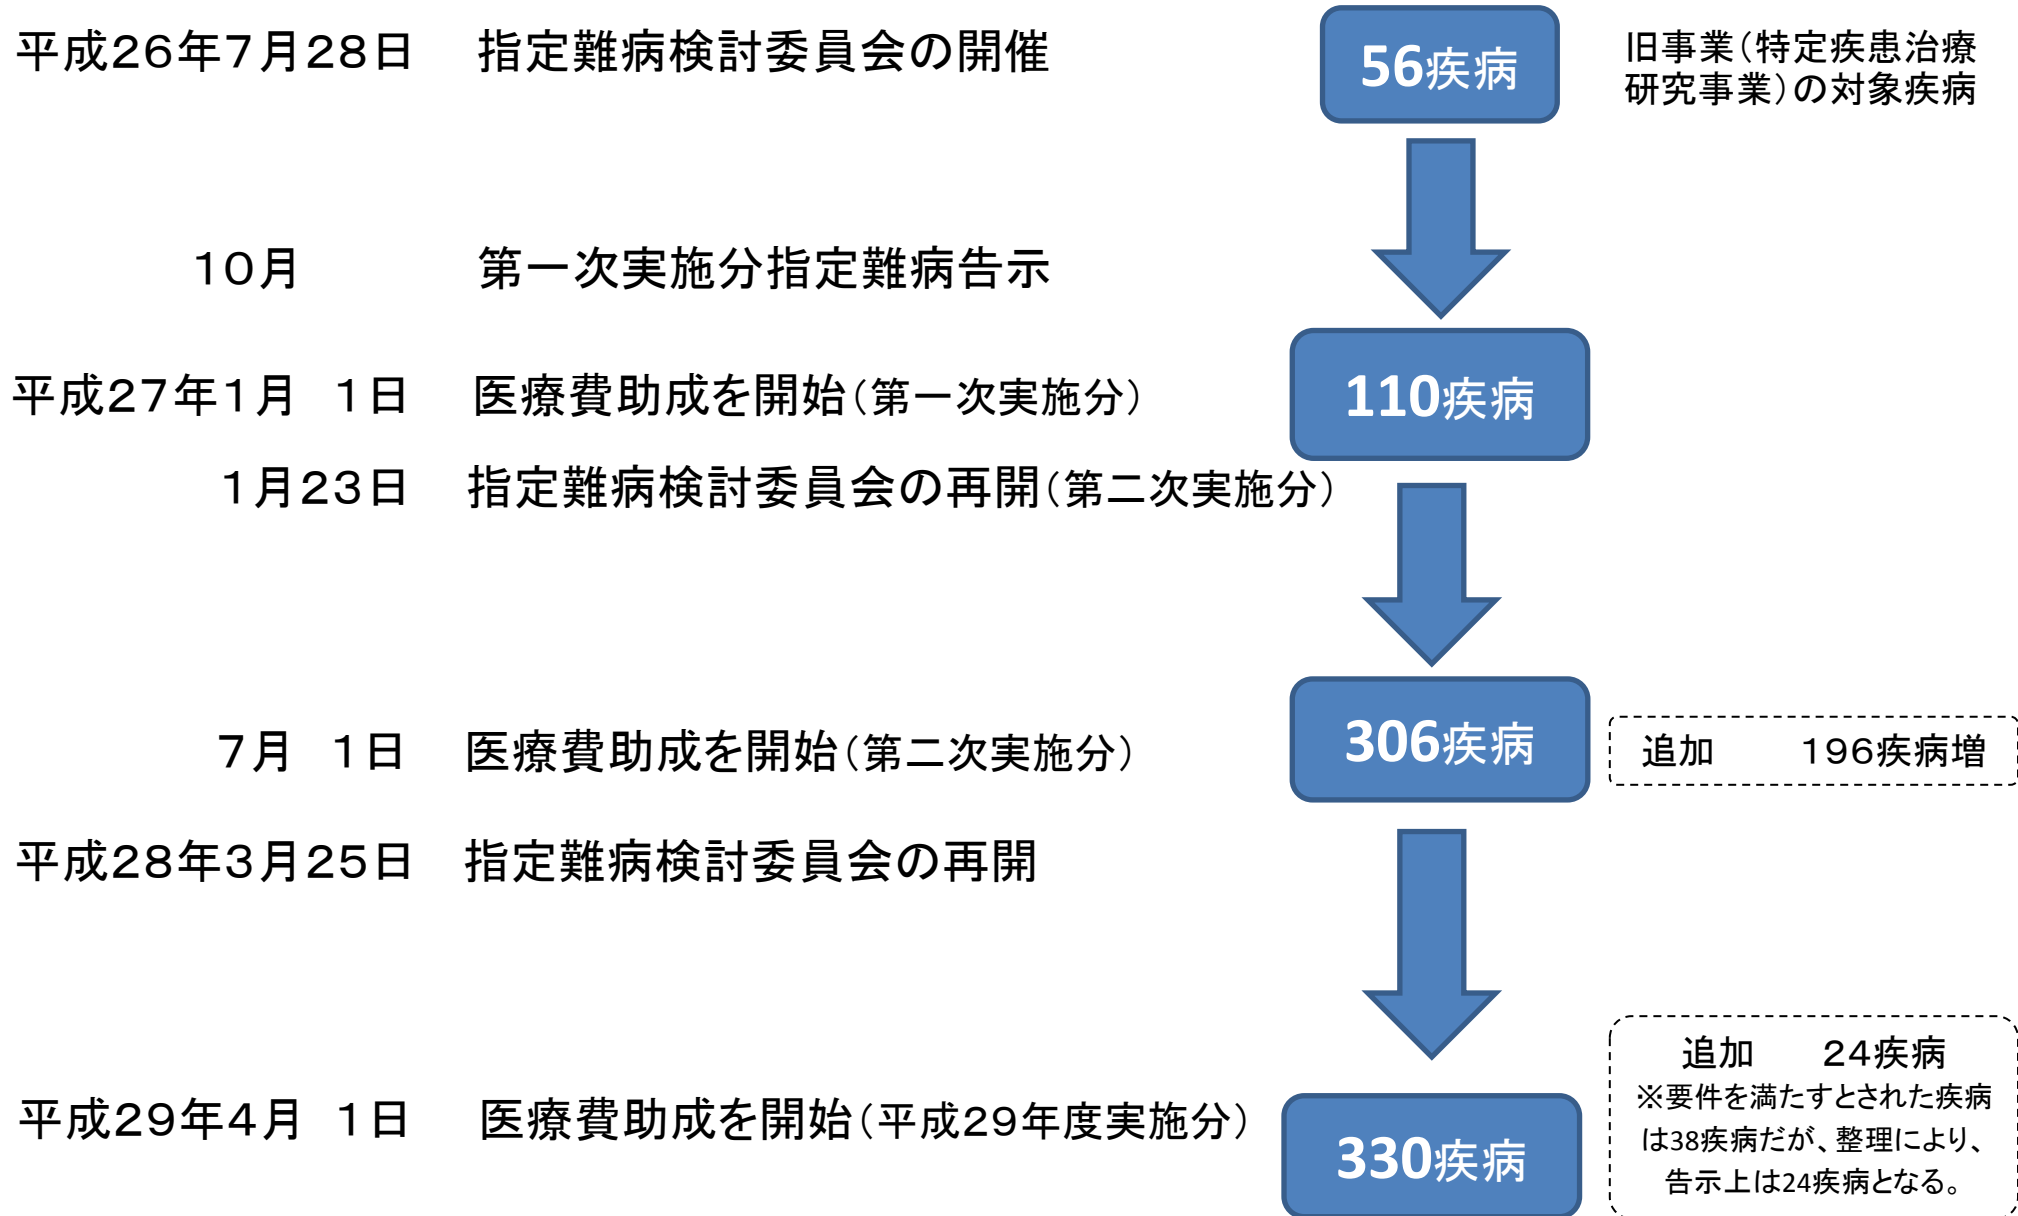 平成26年7月28日　指定難病検討委員会の開催
56疾病
旧事業（特定疾患治療
研究事業）の対象疾病
10月　第一次実施分指定難病告示
平成27年1月　1日　医療費助成を開始（第一次実施分）
110疾病
1月23日　指定難病検討委員会の再開（第二次実施分）
7月　1日　医療費助成を開始（第二次実施分）
306疾病
追加　196疾病増
平成28年3月25日　指定難病検討委員会の再開
平成29年4月　1日　医療費助成を開始（平成29年度実施分）
330疾病
追加　24疾病
※要件を満たすとされた疾病
は38疾病だが、整理により、
告示上は24疾病となる。